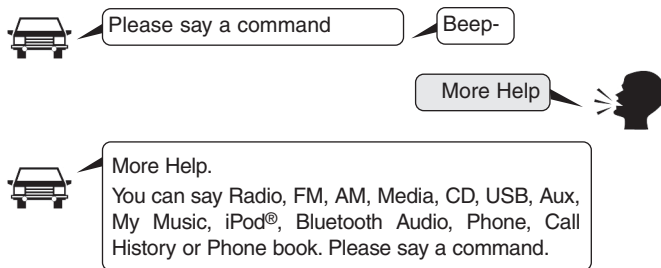 Please say a command
Beep-
More Help
More Help.
You can say Radio, FM, AM, Media, CD, USB, Aux,
My Music, iPod®, Bluetooth Audio, Phone, Call
History or Phone book. Please say a command.